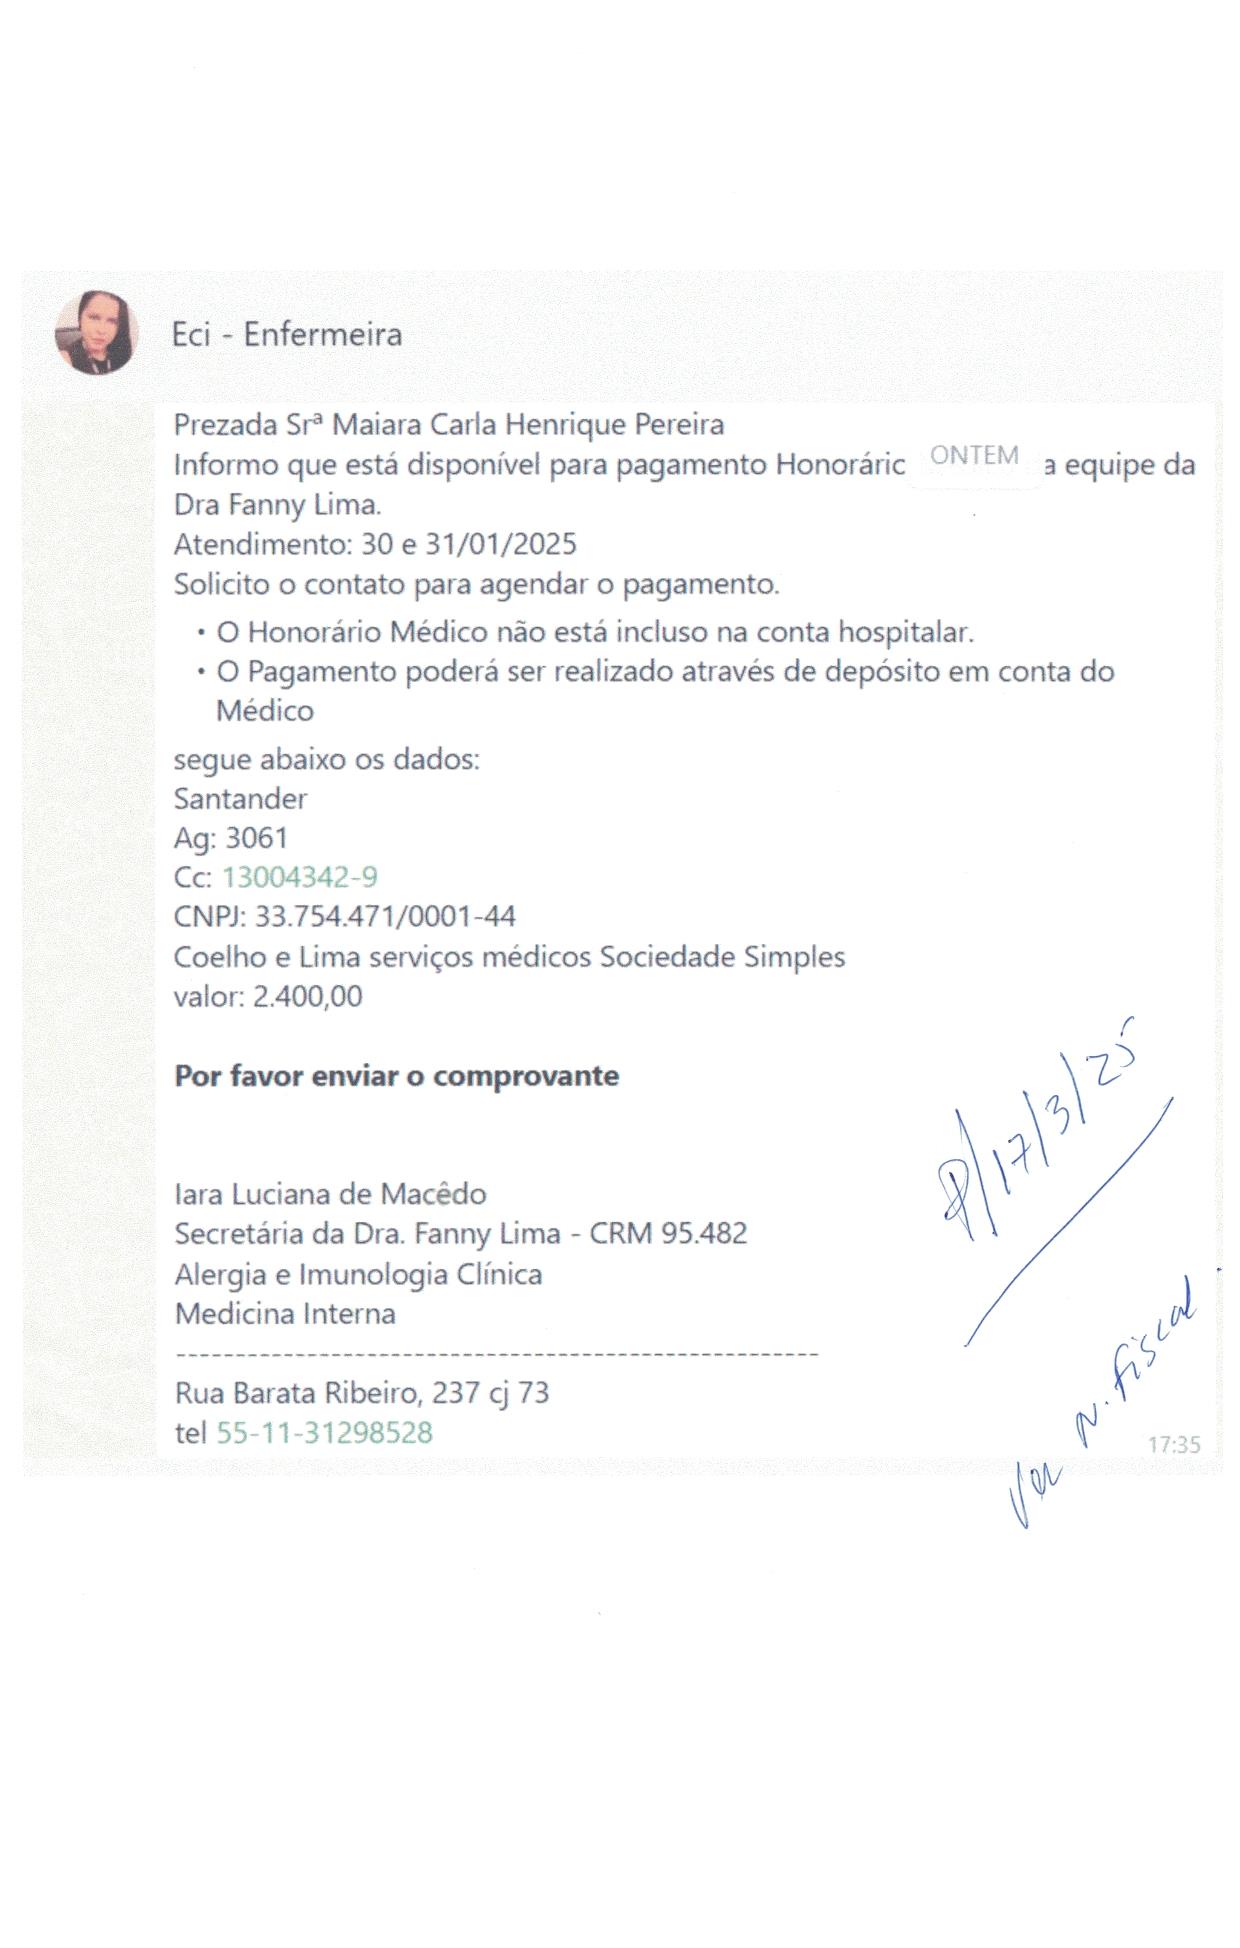 Eci - Enfermeira
Prezada Srª Maiara Carla Henrique Pereira
Informo que está disponível para pagamento Honoráric ONTEM a equipe da
Dra Fanny Lima.
Atendimento: 30 e 31/01/2025
Solicito o contato para agendar o pagamento.
• O Honorário Médico não está incluso na conta hospitalar.
• O Pagamento poderá ser realizado através de depósito em conta do
Médico
segue abaixo os dados:
Santander
Ag: 3061
Cc: 13004342-9
CNPJ: 33.754.471/0001-44
Coelho e Lima serviços médicos Sociedade Simples
valor: 2.400,00
Por favor enviar o comprovante
P/17/3/25
Iara Luciana de Macêdo
Secretária da Dra. Fanny Lima - CRM 95.482
Alergia e Imunologia Clínica
Medicina Interna
-------------------------------------------------------
Rua Barata Ribeiro, 237 cj 73
tel 55-11-31298528
N. Fiscal
17:35